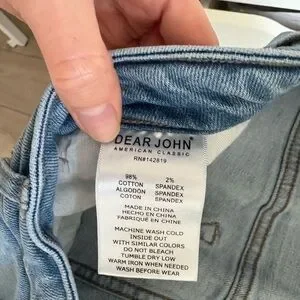 DEAR JOHN
AMERICAN CLASSIC
RN#142819
98% 2%
COTTON SPANDEX
ALGODON SPANDEX
COTON SPANDEX
MADE IN CHINA
HECHO EN CHINA
FABRIQUE EN CHINE
MACHINE WASH COLD
INSIDE OUT
WITH SIMILAR COLORS
DO NOT BLEACH
TUMBLE DRY LOW
WARM IRON WHEN NEEDED
WASH BEFORE WEAR